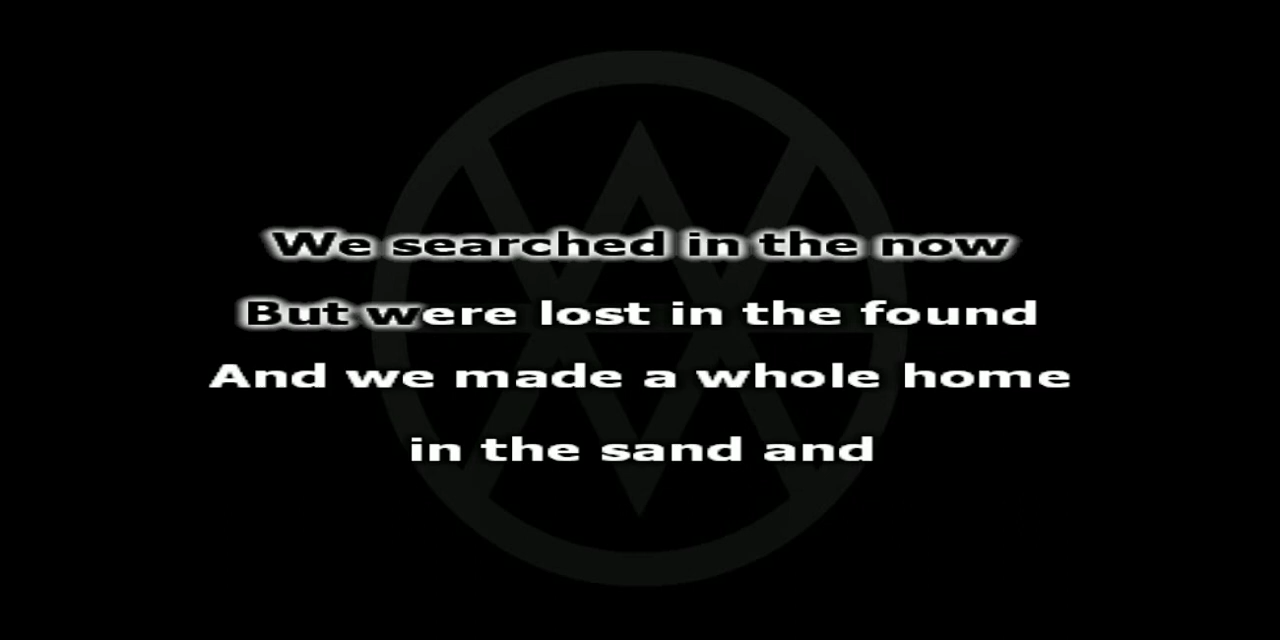 We searched in the now
But were lost in the found
And we made a whole home
in the sand and